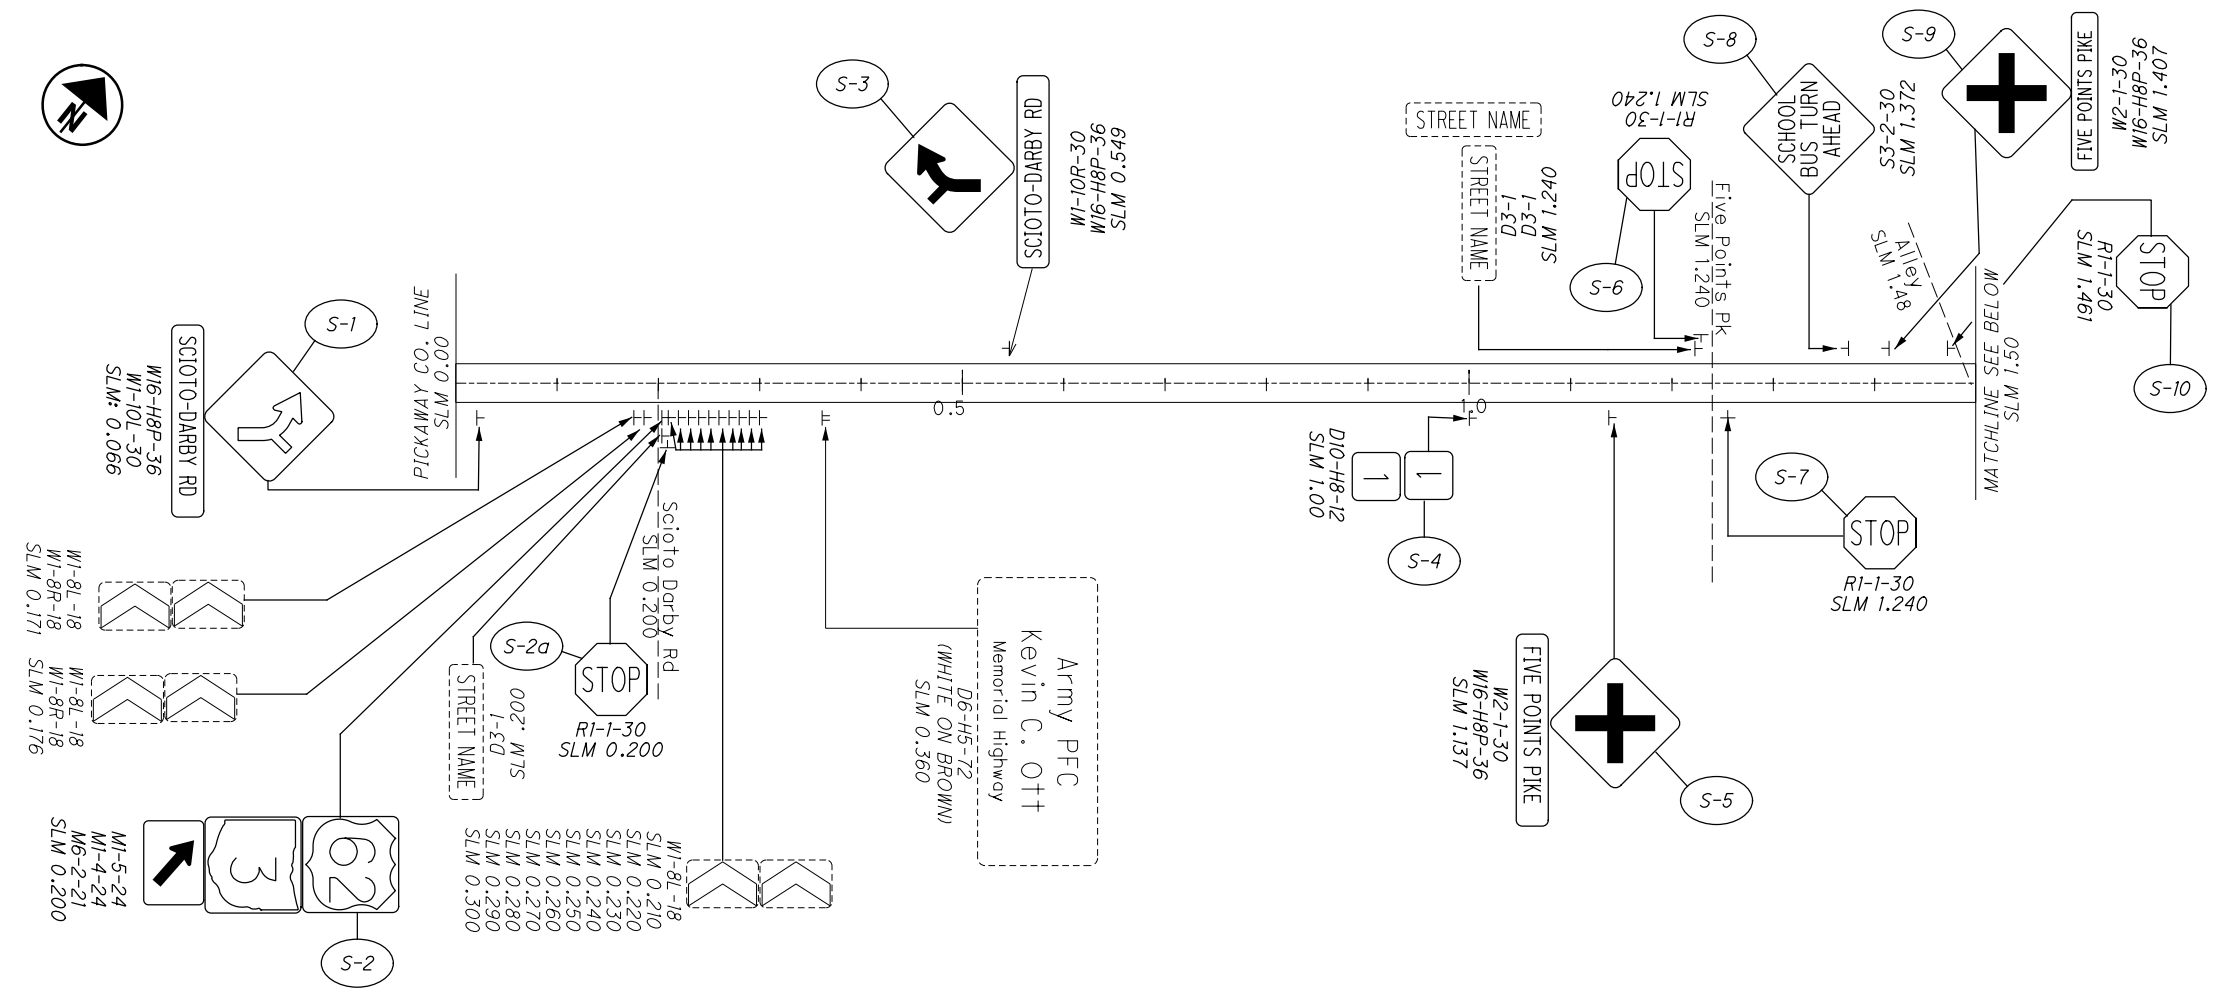 N
S-1
SCIOTO-DARBY RD
W16-H8P-36
W1-10L-30
SLM: 0.066
PICKAWAY CO. LINE
SLM 0.00
S-3
SCIOTO-DARBY RD
W1-10R-30
W16-H8P-36
SLM 0.549
STREET NAME
STREET NAME
D3-1
D3-1
SLM 1.240
R1-1-30
SLM 1.240
STOP
S-6
Five Points Pk
SLM 1.240
S-8
SCHOOL
BUS TURN
AHEAD
S3-2-30
SLM 1.372
S-9
FIVE POINTS PIKE
W2-1-30
W16-H8P-36
SLM 1.407
Alley
SLM 1.48
STOP
R1-1-30
SLM 1.461
S-10
MATCHLINE SEE BELOW
SLM 1.50
0.5
1.0
W1-8L-18
W1-8R-18
SLM 0.171
W1-8L-18
W1-8R-18
SLM 0.176
62
3
M1-5-24
M1-4-24
M6-2-21
SLM 0.200
S-2
STREET NAME
D3-1
SLM .200
S-2a
STOP
R1-1-30
SLM 0.200
Scioto Darby Rd
SLM 0.200
W1-8L-18
SLM 0.210
SLM 0.220
SLM 0.230
SLM 0.240
SLM 0.250
SLM 0.260
SLM 0.270
SLM 0.280
SLM 0.290
SLM 0.300
Army PFC
Kevin C. Ott
Memorial Highway
D6-H5-72
(WHITE ON BROWN)
SLM 0.360
D10-H8-12
SLM 1.00
1
1
S-4
FIVE POINTS PIKE
W2-1-30
W16-H8P-36
SLM 1.137
S-5
S-7
STOP
R1-1-30
SLM 1.240